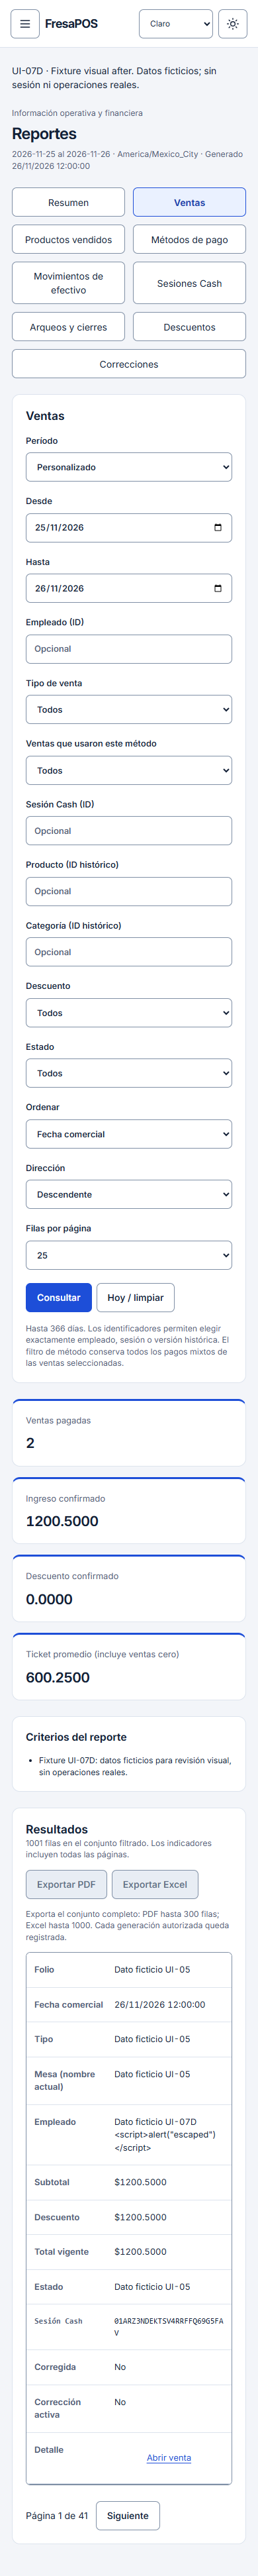 FresaPOS
Claro
UI-07D · Fixture visual after. Datos ficticios; sin
sesión ni operaciones reales.
Información operativa y financiera
Reportes
2026-11-25 al 2026-11-26 · America/Mexico_City · Generado
26/11/2026 12:00:00
Resumen
Ventas
Productos vendidos
Métodos de pago
Movimientos de
efectivo
Sesiones Cash
Arqueos y cierres
Descuentos
Correcciones
Ventas
Período
Personalizado
Desde
25/11/2026
Hasta
26/11/2026
Empleado (ID)
Opcional
Tipo de venta
Todos
Ventas que usaron este método
Todos
Sesión Cash (ID)
Opcional
Producto (ID histórico)
Opcional
Categoría (ID histórico)
Opcional
Descuento
Todos
Estado
Todos
Ordenar
Fecha comercial
Dirección
Descendente
Filas por página
25
Consultar
Hoy / limpiar
Hasta 366 días. Los identificadores permiten elegir
exactamente empleado, sesión o versión histórica. El
filtro de método conserva todos los pagos mixtos de
las ventas seleccionadas.
Ventas pagadas
2
Ingreso confirmado
1200.5000
Descuento confirmado
0.0000
Ticket promedio (incluye ventas cero)
600.2500
Criterios del reporte
• Fixture UI-07D: datos ficticios para revisión visual,
sin operaciones reales.
Resultados
1001 filas en el conjunto filtrado. Los indicadores
incluyen todas las páginas.
Exportar PDF
Exportar Excel
Exporta el conjunto completo: PDF hasta 300 filas;
Excel hasta 1000. Cada generación autorizada queda
registrada.
Folio Dato ficticio UI-05
Fecha comercial 26/11/2026 12:00:00
Tipo Dato ficticio UI-05
Mesa (nombre Dato ficticio UI-05
actual)
Empleado Dato ficticio UI-07D
<script>alert("escaped")
</script>
Subtotal $1200.5000
Descuento $1200.5000
Total vigente $1200.5000
Estado Dato ficticio UI-05
Sesión Cash 01ARZ3NDEKTSV4RRFFQ69G5FA
V
Corregida No
Corrección No
activa
Detalle
Abrir venta
Página 1 de 41
Siguiente